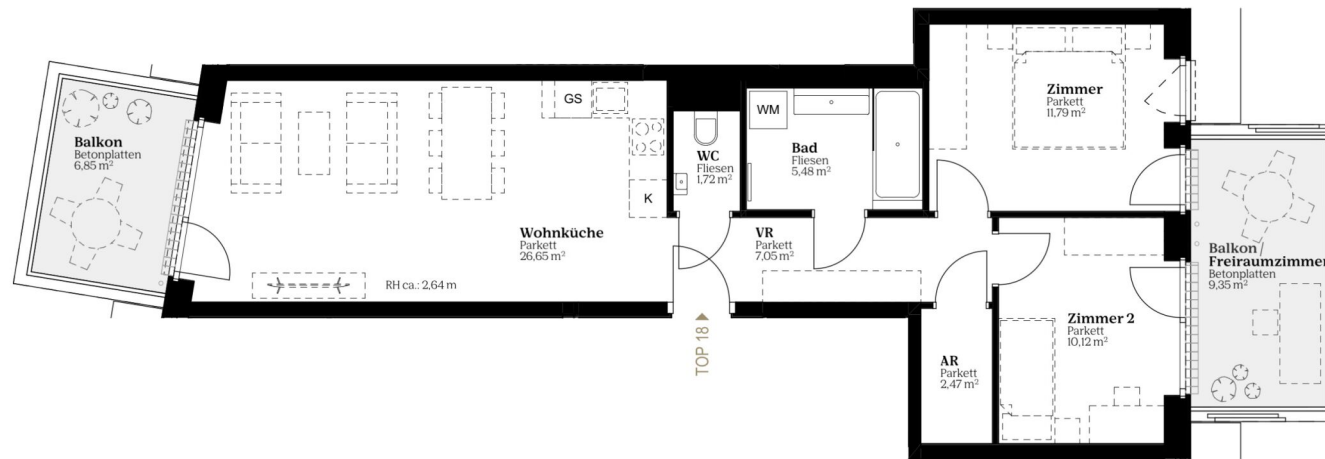 Balkon
Betonplatten
6,85 m²
GS
K
Wohnküche
Parkett
26,65 m²
RH ca.: 2,64 m
WC
Fliesen
1,72 m²
WM
Bad
Fliesen
5,48 m²
VR
Parkett
7,05 m²
TOP 18
Zimmer
Parkett
11,79 m²
AR
Parkett
2,47 m²
Zimmer 2
Parkett
10,12 m²
Balkon
Freiraumzimmer
Betonplatten
9,35 m²